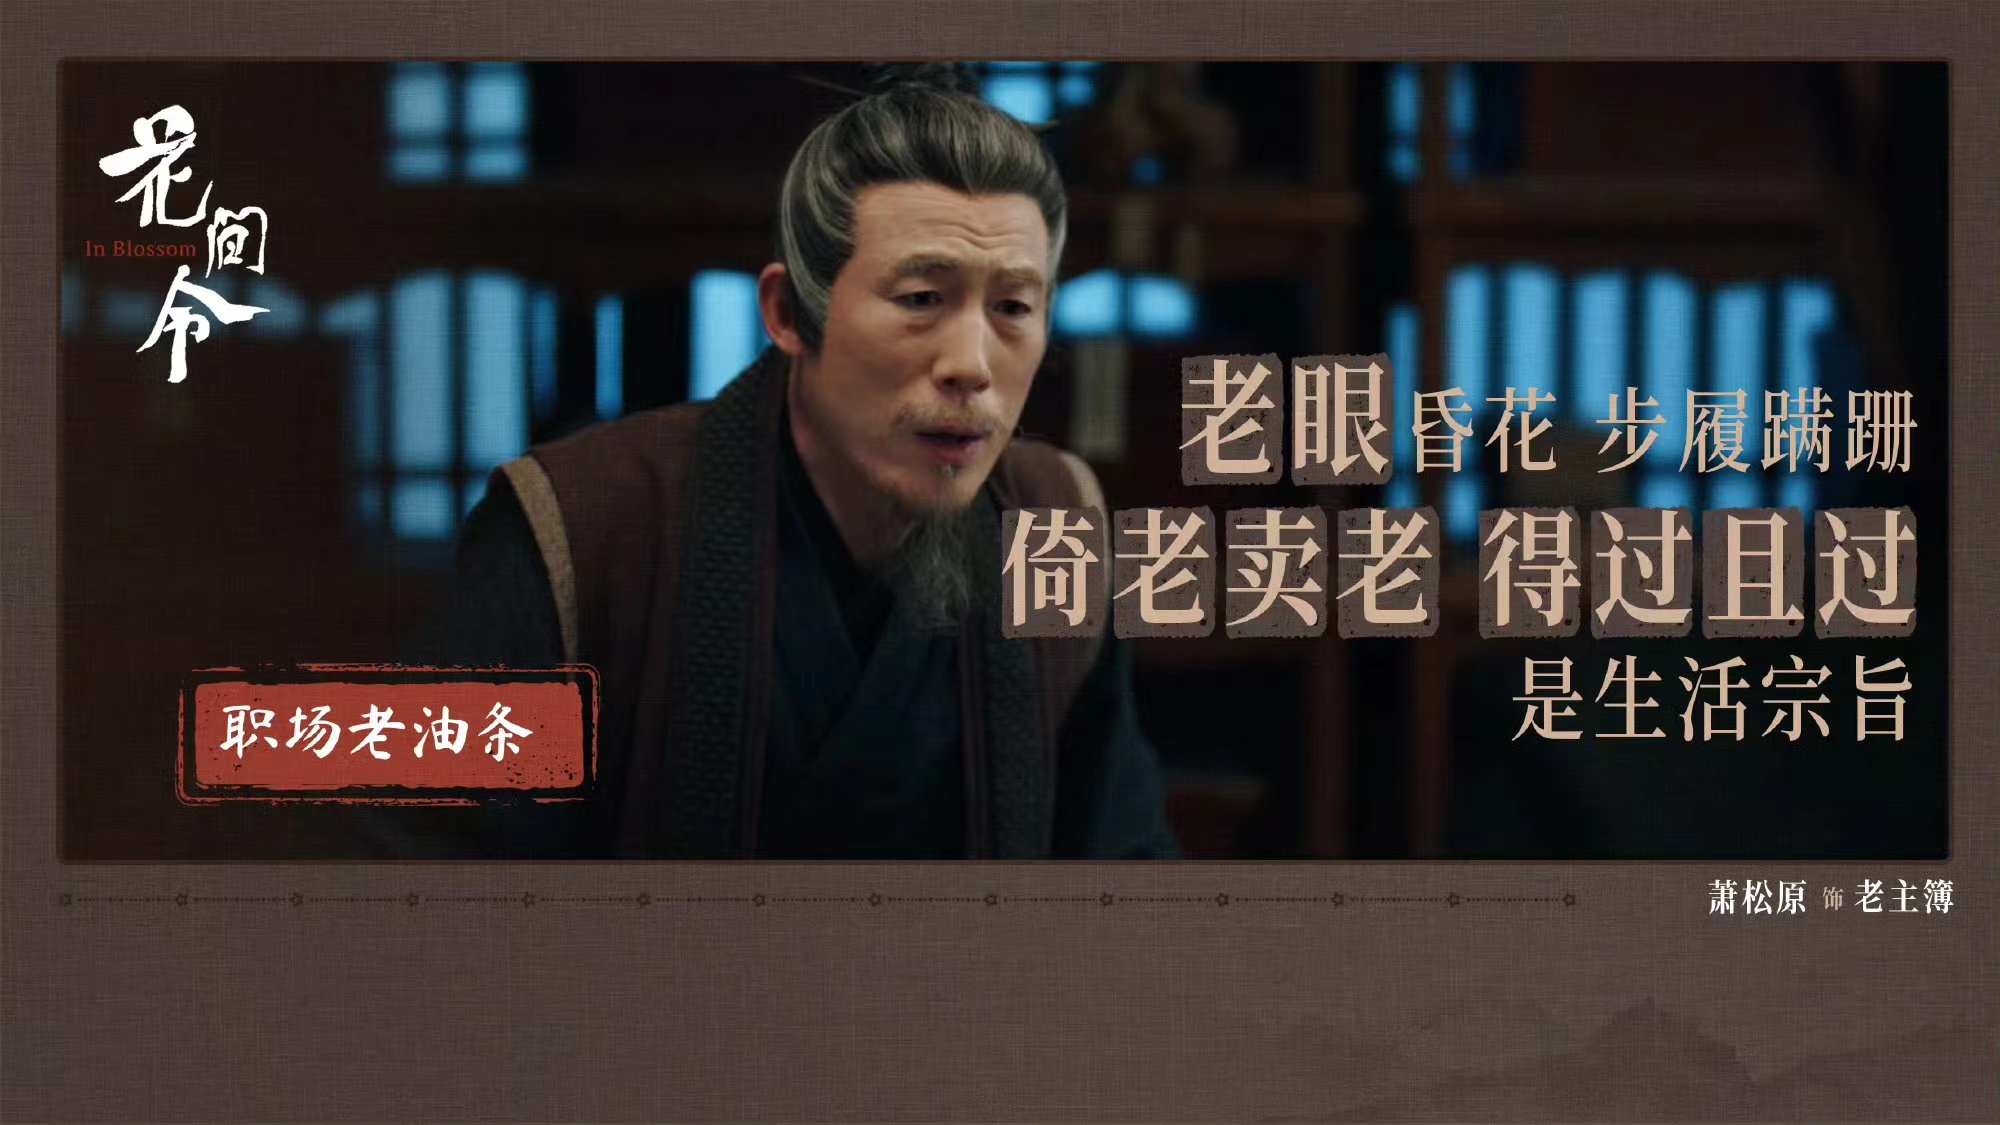 花间令
In Blossom
老眼昏花 步履蹒跚
倚老卖老 得过且过
是生活宗旨
职场老油条
萧松原 饰 老主簿